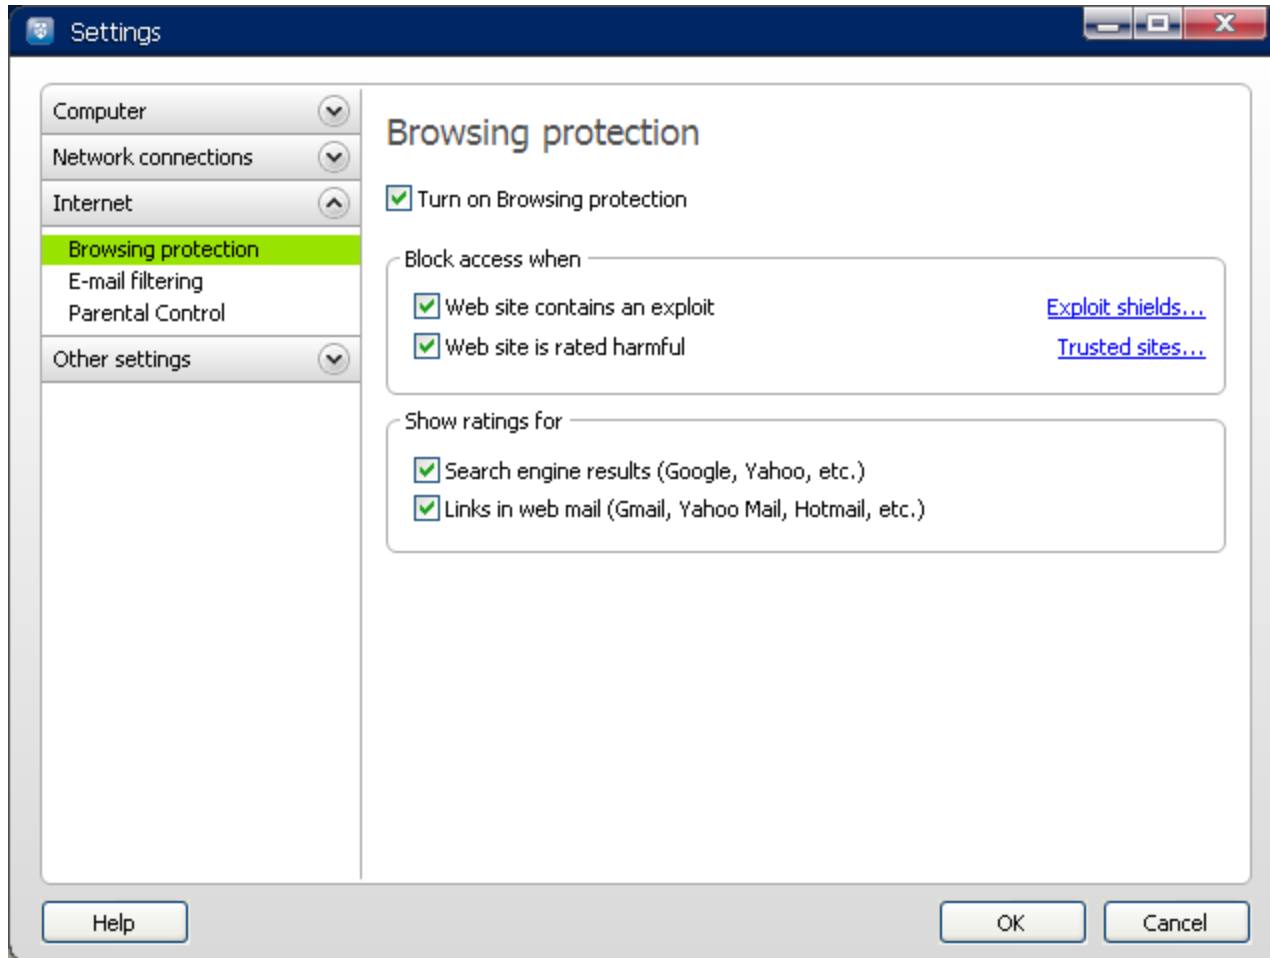 Settings
Computer
Network connections
Internet
Browsing protection
E-mail filtering
Parental Control
Other settings
Browsing protection
Turn on Browsing protection
Block access when
Web site contains an exploit Exploit shields...
Web site is rated harmful Trusted sites...
Show ratings for
Search engine results (Google, Yahoo, etc.)
Links in web mail (Gmail, Yahoo Mail, Hotmail, etc.)
Help OK Cancel